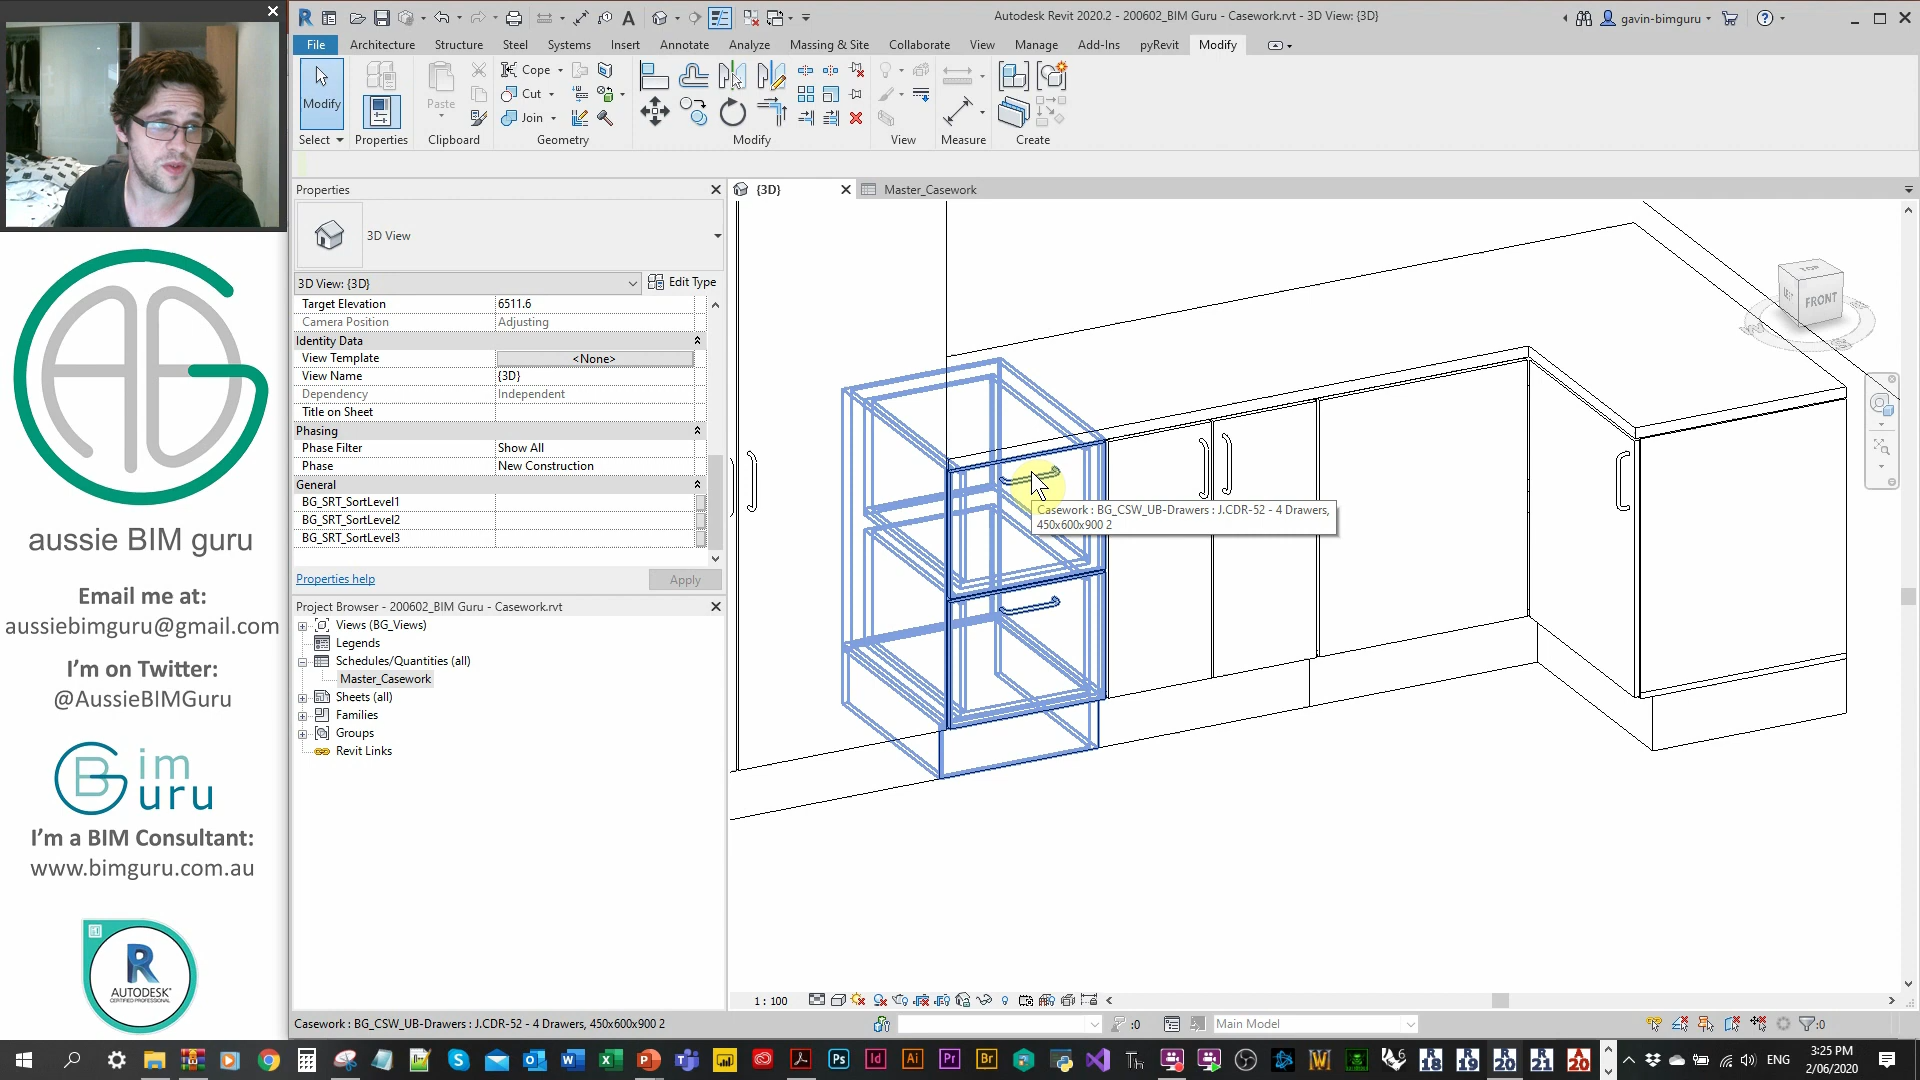 Autodesk Revit 2020.2 - 200602_BIM Guru - Casework.rvt - 3D View: {3D}
gavin-bimguru
File
Architecture
Structure
Steel
Systems
Insert
Annotate
Analyze
Massing & Site
Collaborate
View
Manage
Add-Ins
pyRevit
Modify
Modify
Paste
Cope
Cut
Join
Select
Properties
Clipboard
Geometry
Modify
View
Measure
Create
Properties
{3D}
Master_Casework
3D View
3D View: {3D}
Edit Type
Target Elevation 6511.6
Camera Position Adjusting
Identity Data
View Template <None>
View Name {3D}
Dependency Independent
Title on Sheet
Phasing
Phase Filter Show All
Phase New Construction
General
BG_SRT_SortLevel1
BG_SRT_SortLevel2
BG_SRT_SortLevel3
Properties help
Apply
Project Browser - 200602_BIM Guru - Casework.rvt
Views (BG_Views)
Legends
Schedules/Quantities (all)
Master_Casework
Sheets (all)
Families
Groups
Revit Links
TOP
LEFT
FRONT
Casework : BG_CSW_UB-Drawers : J.CDR-52 - 4 Drawers,
450x600x900 2
1 : 100
Casework : BG_CSW_UB-Drawers : J.CDR-52 - 4 Drawers, 450x600x900 2
:0
Main Model
:0
aussie BIM guru
Email me at:
aussiebimguru@gmail.com
I'm on Twitter:
@AussieBIMGuru
Bim
Guru
I'm a BIM Consultant:
www.bimguru.com.au
R
AUTODESK
CERTIFIED PROFESSIONAL
ENG
3:25 PM
2/06/2020